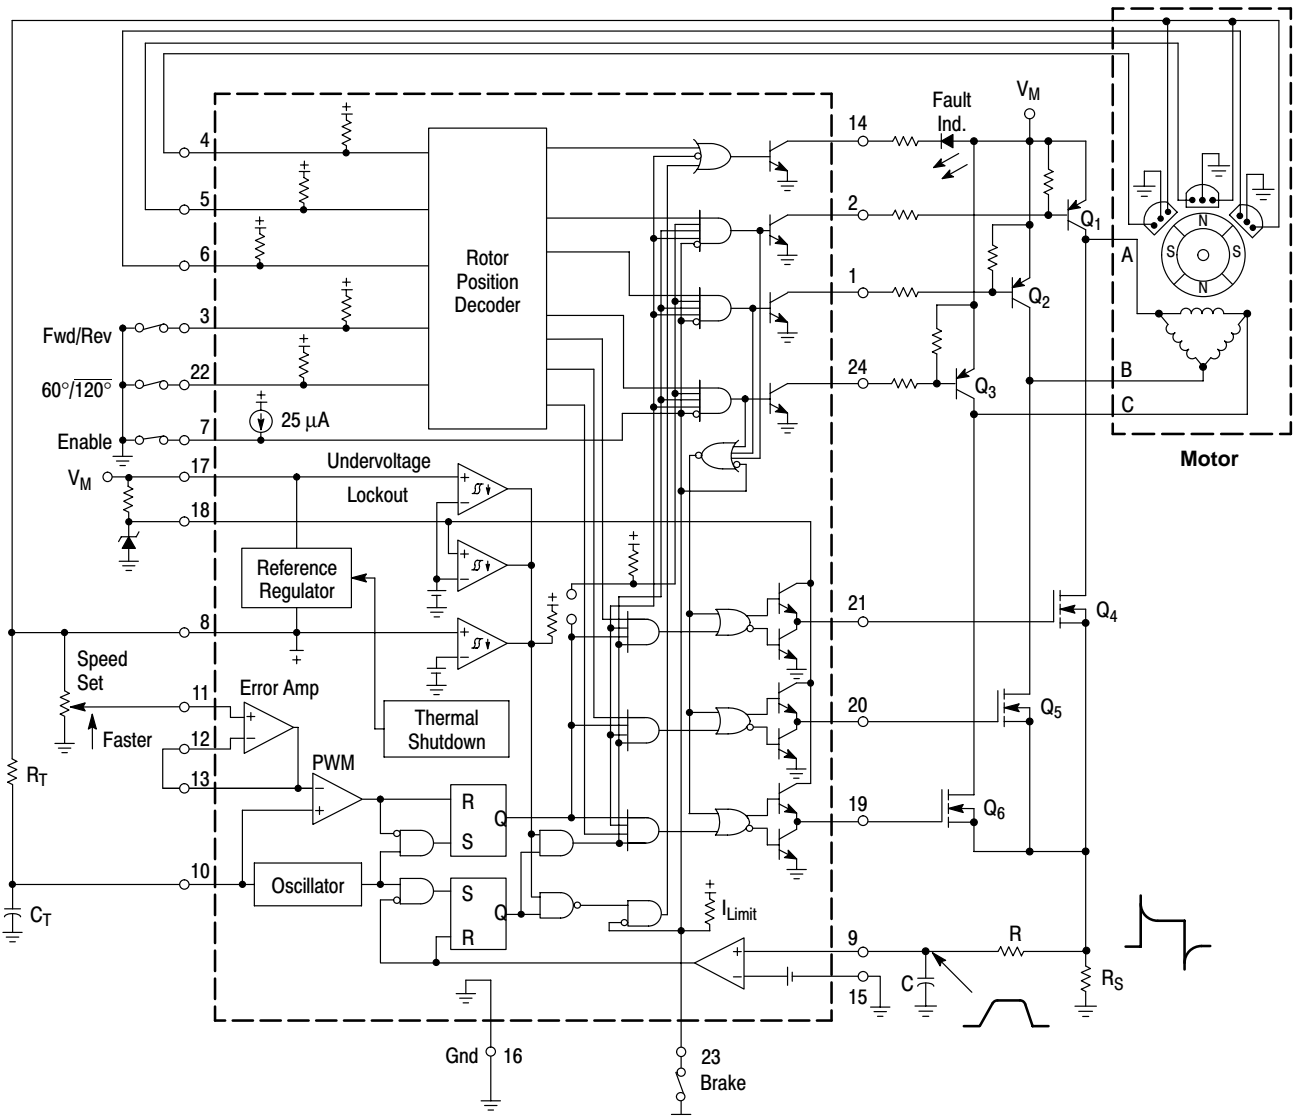 V_M
Fault
Ind.
14
4
5
2
Q_1
N
S
S
N
A
Rotor
Position
Decoder
6
1
Q_2
Fwd/Rev
3
60°/120°
22
24
Q_3
B
C
25 μA
Enable
7
Motor
V_M
17
Undervoltage
Lockout
18
Reference
Regulator
21
Q_4
8
Speed
Set
11
Error Amp
Thermal
Shutdown
20
Q_5
Faster
12
R_T
13
PWM
R
Q
S
19
Q_6
10
Oscillator
S
Q
R
C_T
I_Limit
9
R
C
R_S
15
Gnd
16
23
Brake